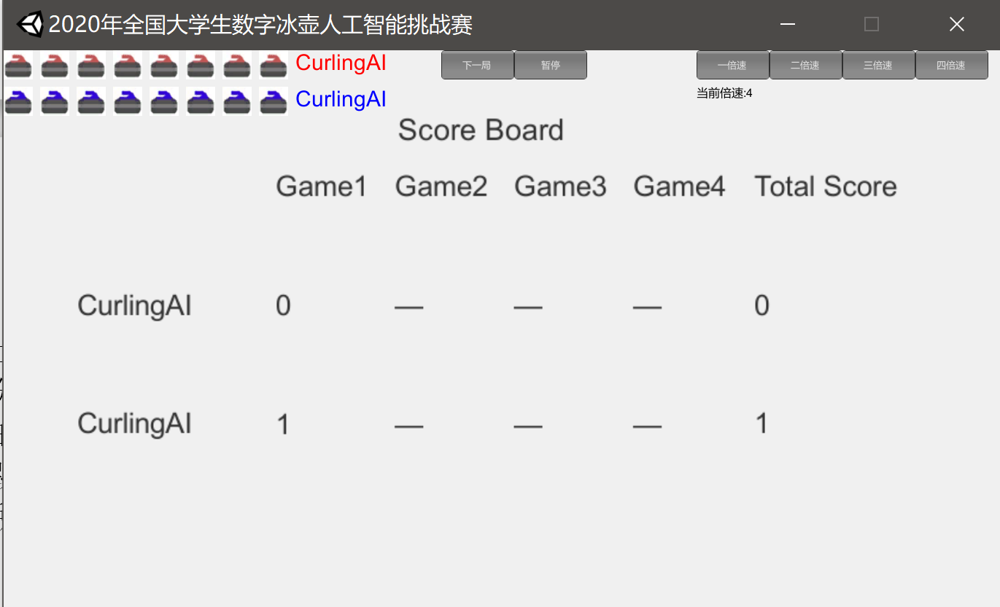 2020年全国大学生数字冰壶人工智能挑战赛
CurlingAI 下一局 暂停 一倍速 二倍速 三倍速 四倍速
CurlingAI 当前倍速:4
Score Board
Game1 Game2 Game3 Game4 Total Score
CurlingAI 0 — — — 0
CurlingAI 1 — — — 1